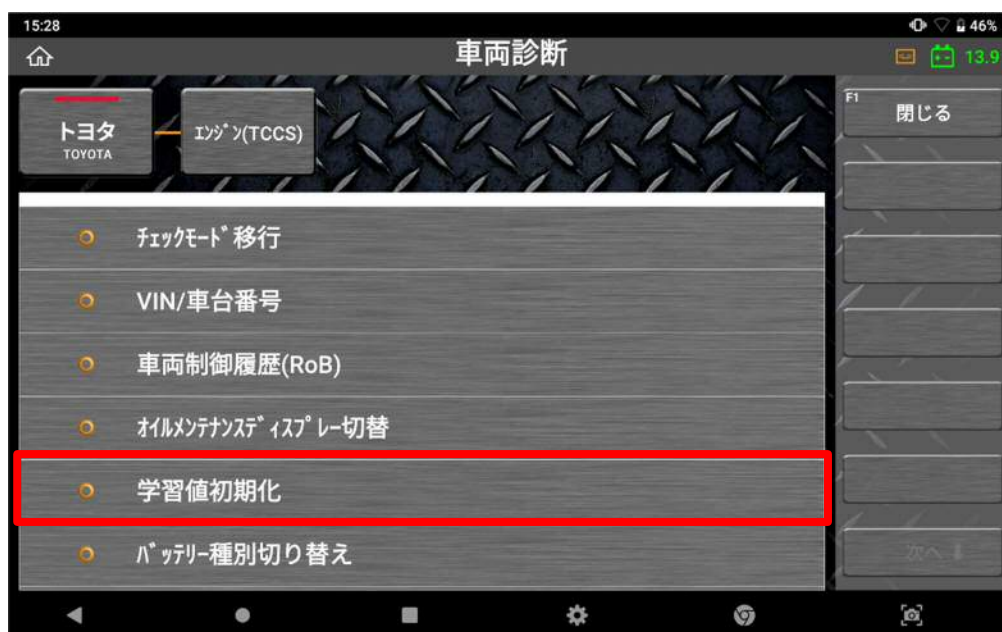 15:28
46%
車両診断
13.9
トヨタ
TOYOTA
ｴﾝｼﾞﾝ(TCCS)
F1
閉じる
ﾁｪｯｸﾓｰﾄﾞ移行
VIN/車台番号
車両制御履歴(RoB)
ｵｲﾙﾒﾝﾃﾅﾝｽﾃﾞｨｽﾌﾟﾚｰ切替
学習値初期化
ﾊﾞｯﾃﾘｰ種別切り替え
次へ